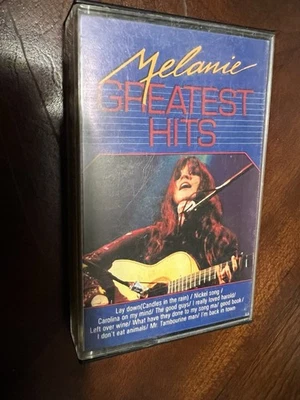 Melanie
GREATEST
HITS
Lay down(Candles in the rain) / Nickel song /
Carolina on my mind/ The good guys/ I really loved harold/
Left over wine/ What have they done to my song ma/ good book/
I don't eat animals/ Mr. Tambourine man/ I'm back in town